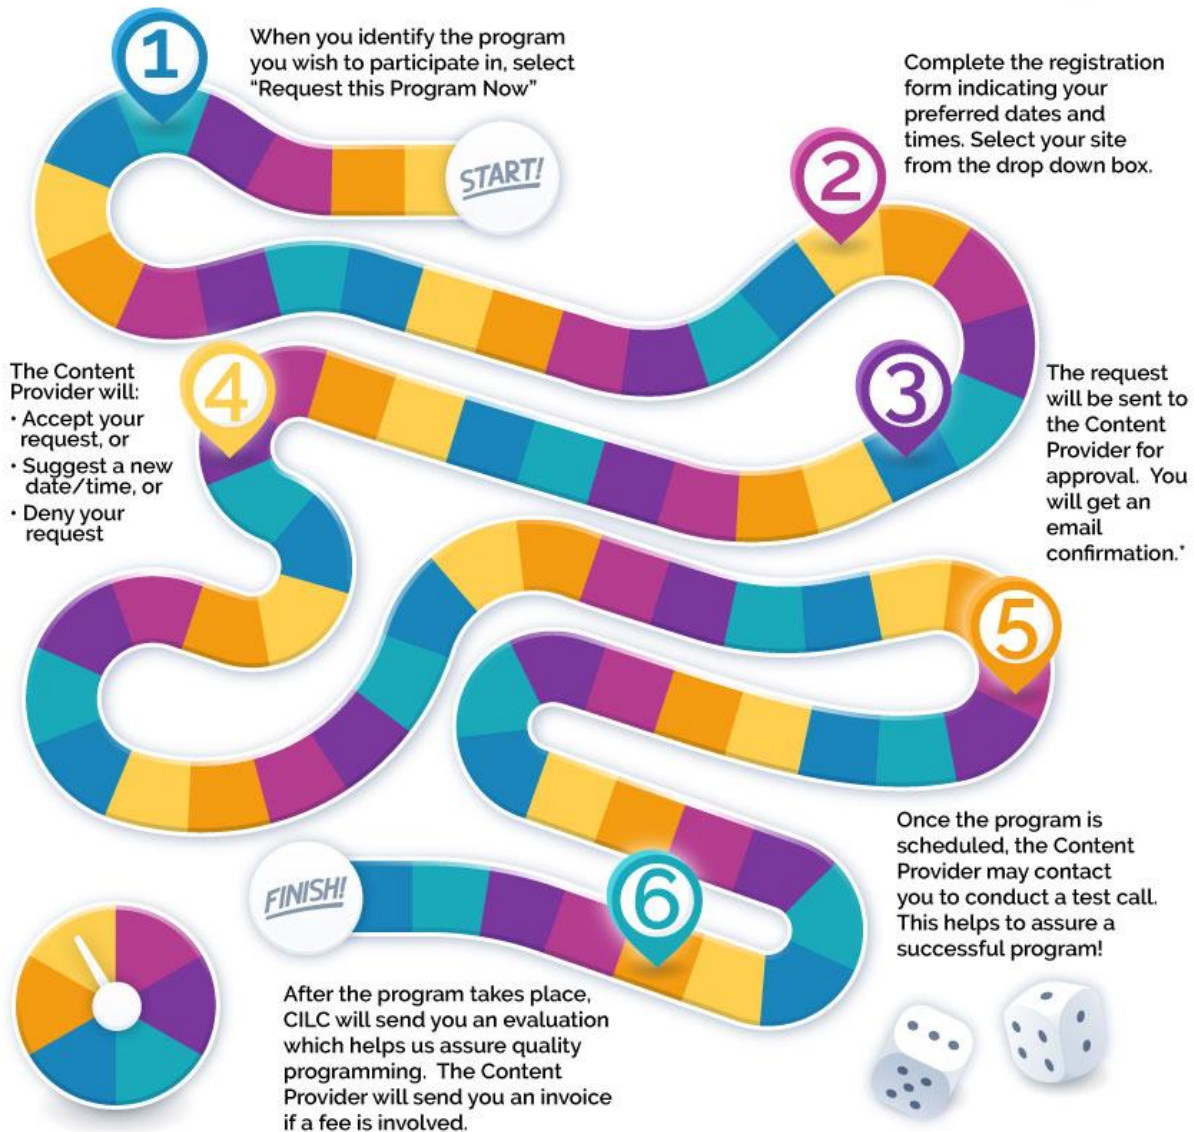 1
When you identify the program
you wish to participate in, select
“Request this Program Now”
START!
2
Complete the registration
form indicating your
preferred dates and
times. Select your site
from the drop down box.
3
The request
will be sent to
the Content
Provider for
approval. You
will get an
email
confirmation.*
4
The Content
Provider will:
• Accept your
request, or
• Suggest a new
date/time, or
• Deny your
request
5
Once the program is
scheduled, the Content
Provider may contact
you to conduct a test call.
This helps to assure a
successful program!
6
After the program takes place,
CILC will send you an evaluation
which helps us assure quality
programming. The Content
Provider will send you an invoice
if a fee is involved.
FINISH!